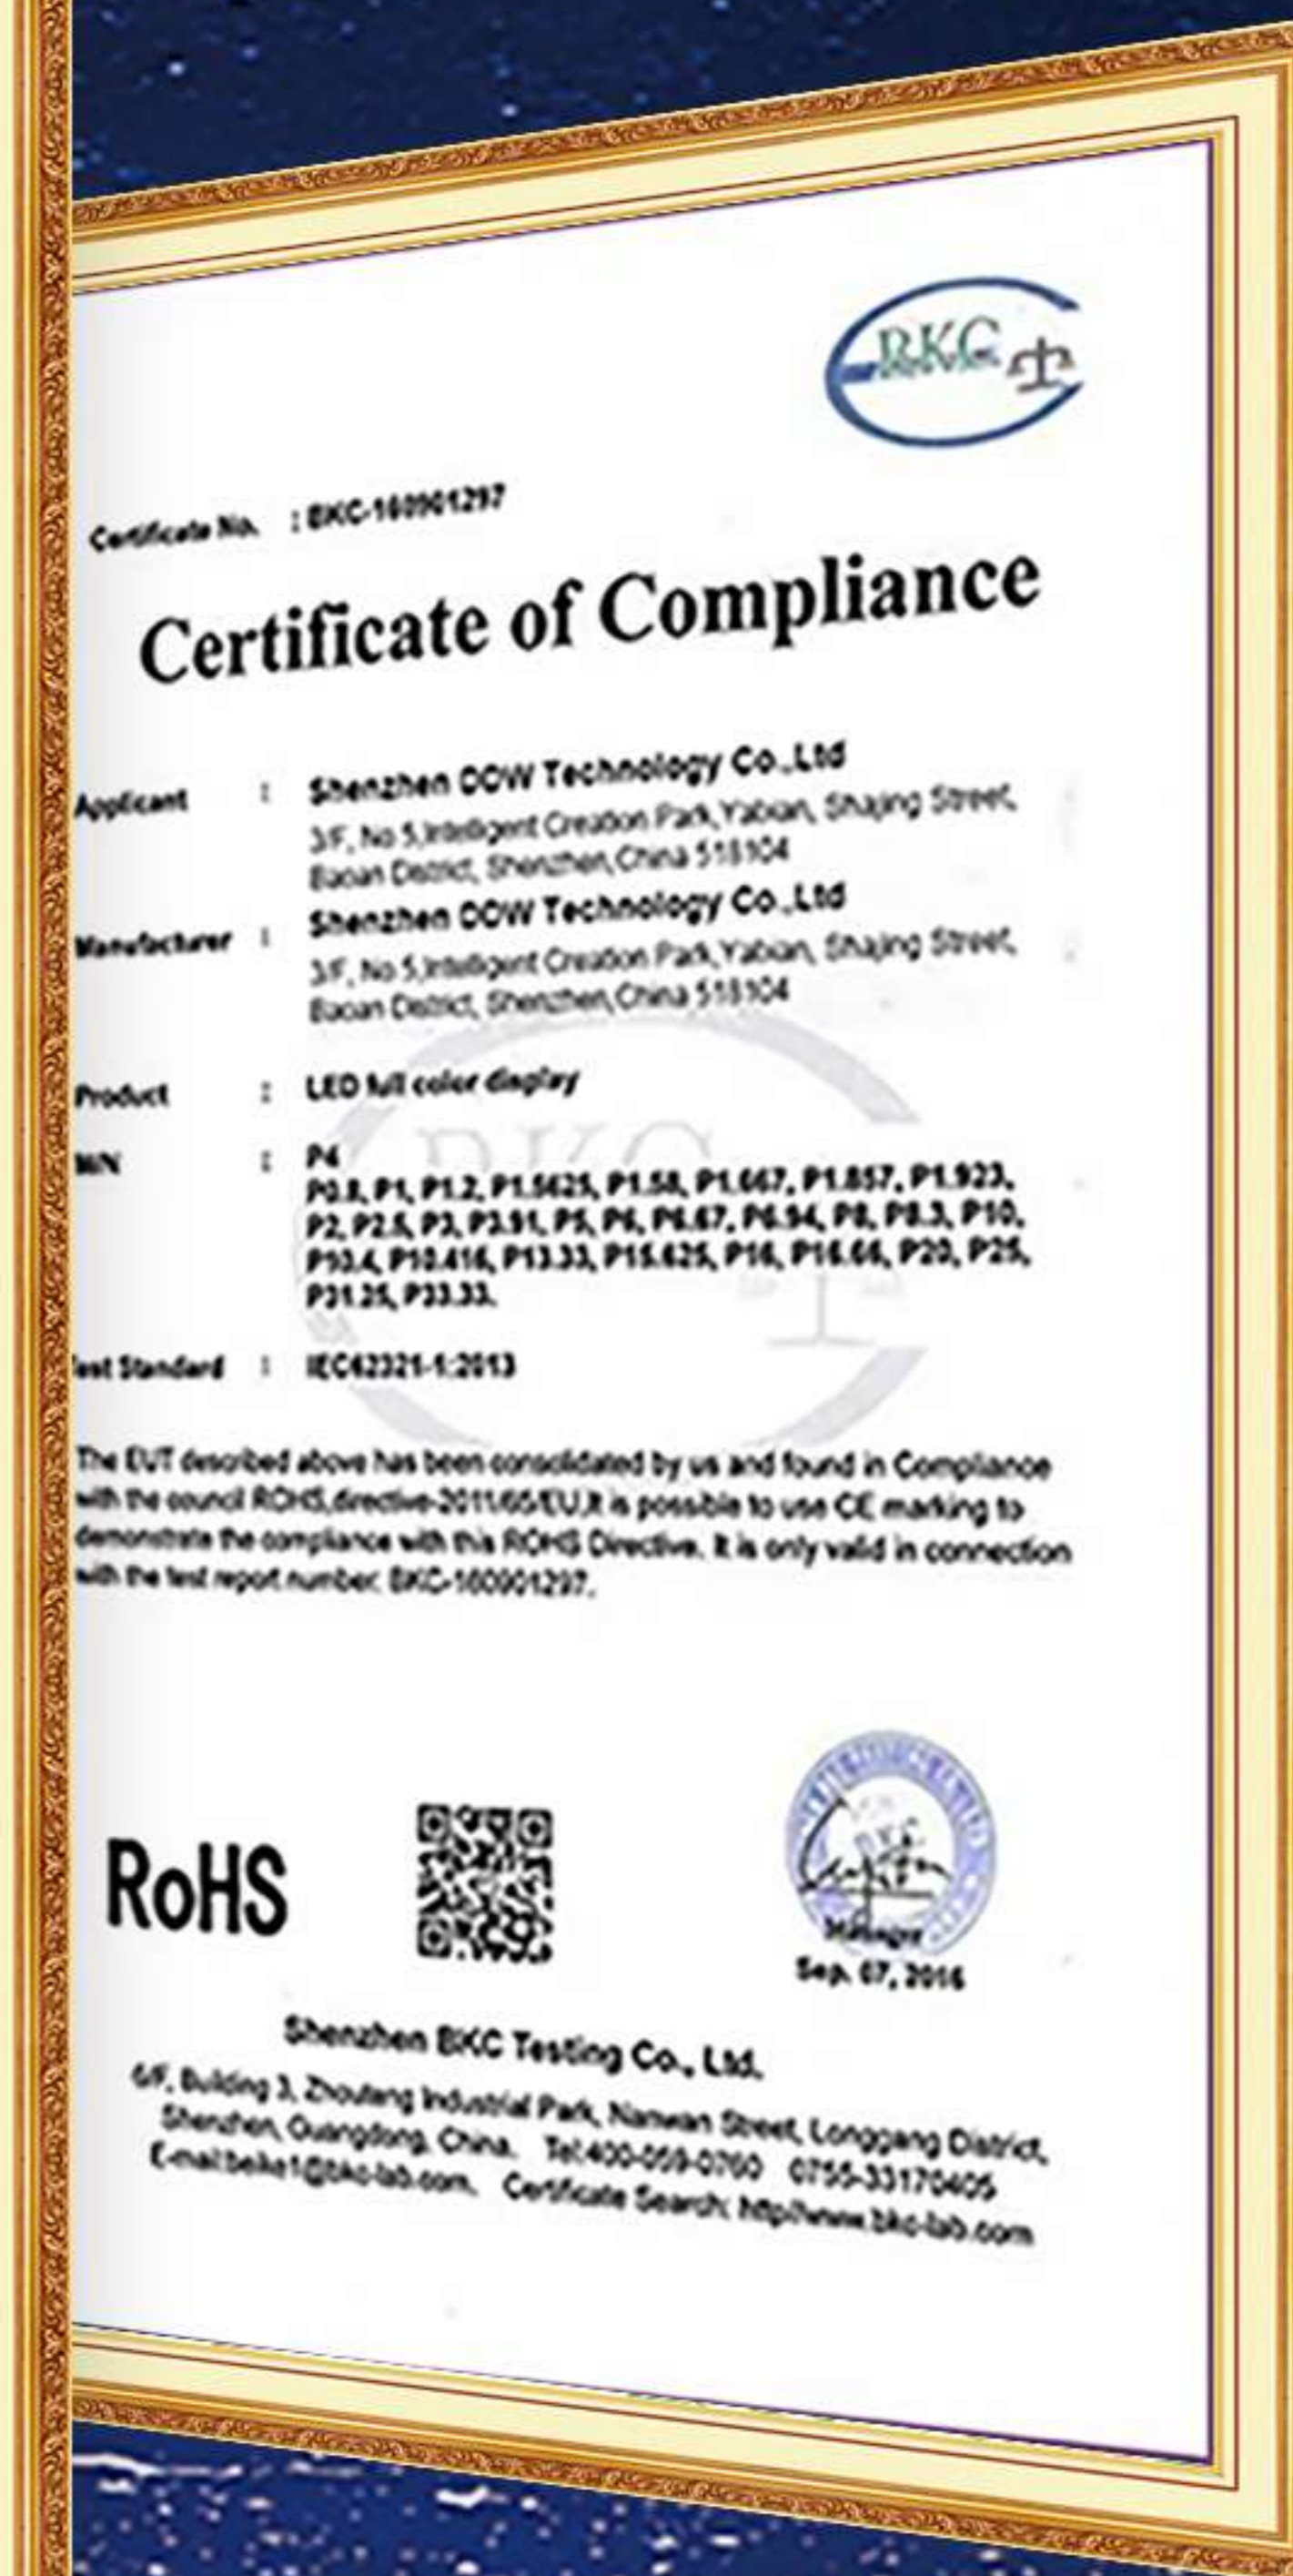 BKC
Certificate No. : BKC-160901297
Certificate of Compliance
Applicant : Shenzhen DDW Technology Co.,Ltd
3/F, No 5,Intelligent Creation Park,Yabian, Shajing Street,
Baoan District, Shenzhen,China 518104
Manufacturer : Shenzhen DDW Technology Co.,Ltd
3/F, No 5,Intelligent Creation Park,Yabian, Shajing Street,
Baoan District, Shenzhen,China 518104
Product : LED full color display
M/N : P4
P0.8, P1, P1.2, P1.5625, P1.58, P1.667, P1.857, P1.923,
P2, P2.5, P3, P3.91, P5, P6, P6.67, P6.94, P8, P8.3, P10,
P10.4, P10.416, P13.33, P15.625, P16, P16.66, P20, P25,
P31.25, P33.33,
est Standard : IEC62321-1:2013
The EUT described above has been consolidated by us and found in Compliance
with the council ROHS,directive-2011/65/EU,It is possible to use CE marking to
demonstrate the compliance with this ROHS Directive. It is only valid in connection
with the test report number: BKC-160901297.
RoHS
BKC
Manager
Sep. 07, 2016
Shenzhen BKC Testing Co., Ltd.
6/F, Building 3, Zhoutang Industrial Park, Nanwan Street, Longgang District,
Shenzhen, Guangdong, China. Tel:400-059-0760 0755-33170405
E-mail:beike1@bkc-lab.com, Certificate Search: http//www.bkc-lab.com